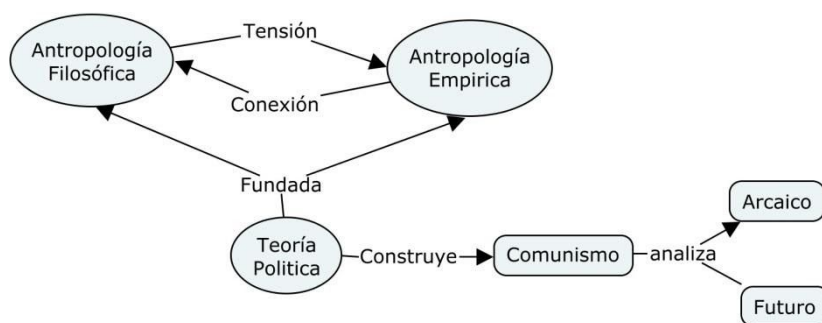 Antropología
Filosófica
Tensión
Antropología
Empirica
Conexión
Fundada
Teoría
Politica
Construye
Comunismo
analiza
Arcaico
Futuro